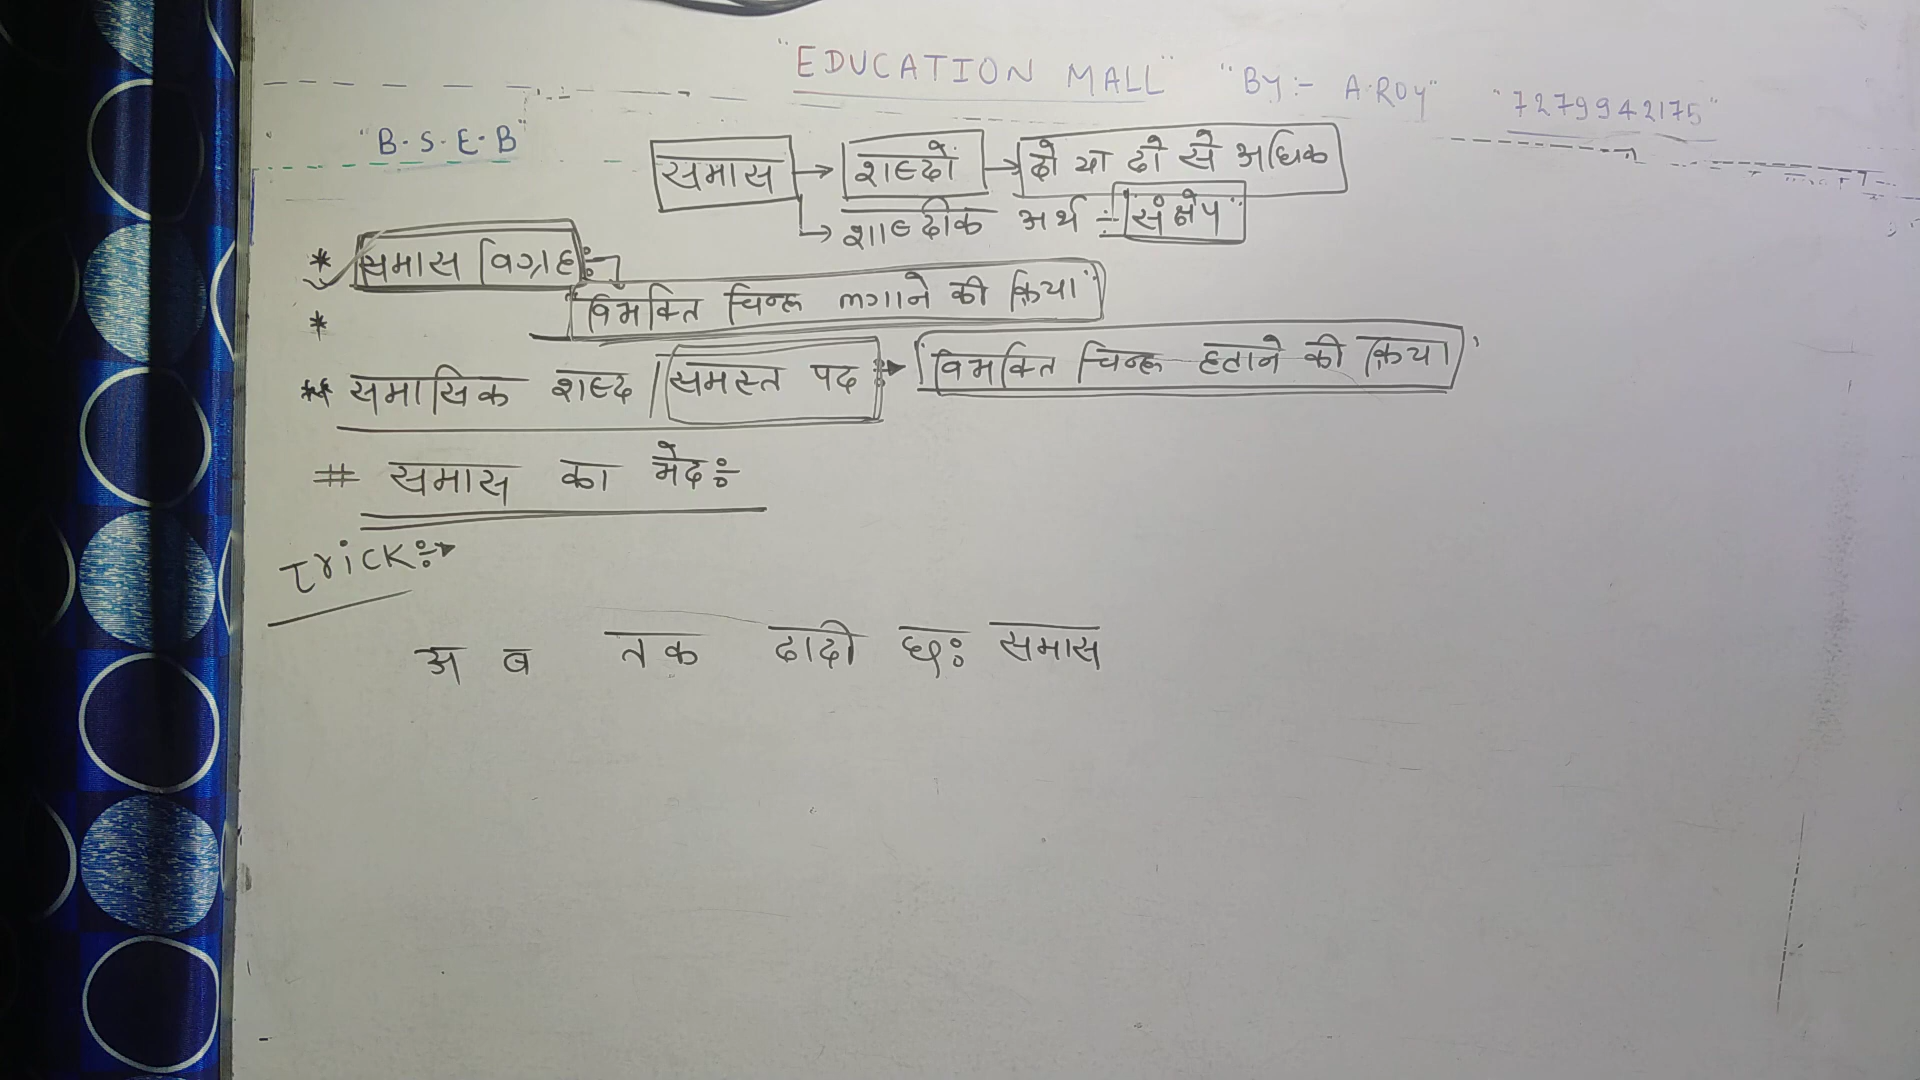 "EDUCATION MALL" "BY:- A.ROY" "7279942175"
"B.S.E.B"
समास → शब्दों → दो या दो से अधिक
↳ शाब्दीक अर्थ :- "संक्षेप"
* समास विग्रह :-
* "विभक्ति चिन्ह लगाने की क्रिया"
** समासिक शब्द / समस्त पद :→ 'विभक्ति चिन्ह हटाने की क्रिया'
# समास का भेद :-
Trick :→
अ ब तक दादी छः समास